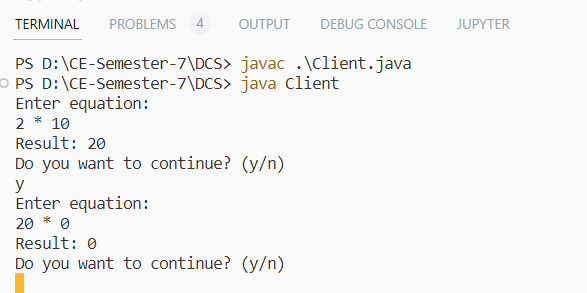 TERMINAL PROBLEMS 4 OUTPUT DEBUG CONSOLE JUPYTER
PS D:\CE-Semester-7\DCS> javac .\Client.java
PS D:\CE-Semester-7\DCS> java Client
Enter equation:
2 * 10
Result: 20
Do you want to continue? (y/n)
y
Enter equation:
20 * 0
Result: 0
Do you want to continue? (y/n)